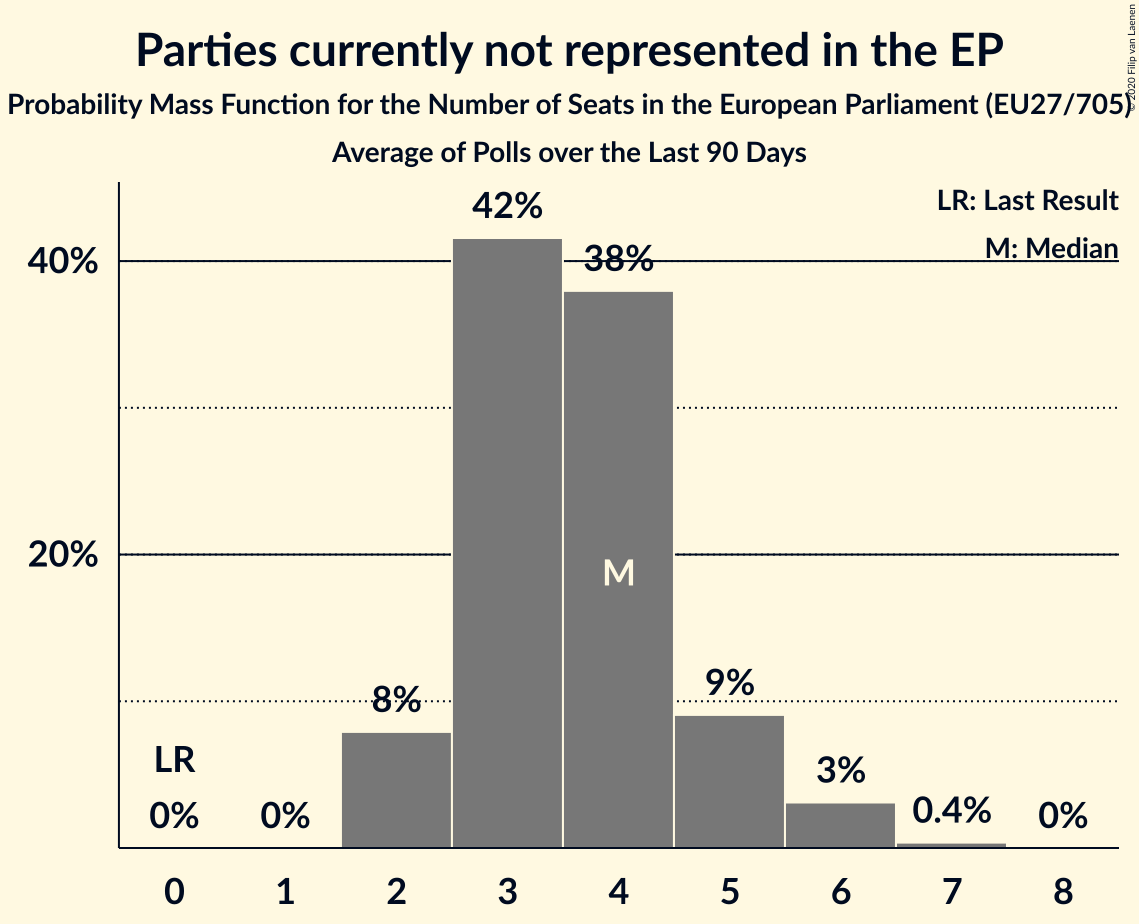 Parties currently not represented in the EP
Probability Mass Function for the Number of Seats in the European Parliament (EU27/705)
Average of Polls over the Last 90 Days
© 2020 Filip van Laenen
LR: Last Result
M: Median
42%
38%
40%
20%
M
9%
8%
LR
3%
0%
0%
0.4%
0%
0 1 2 3 4 5 6 7 8